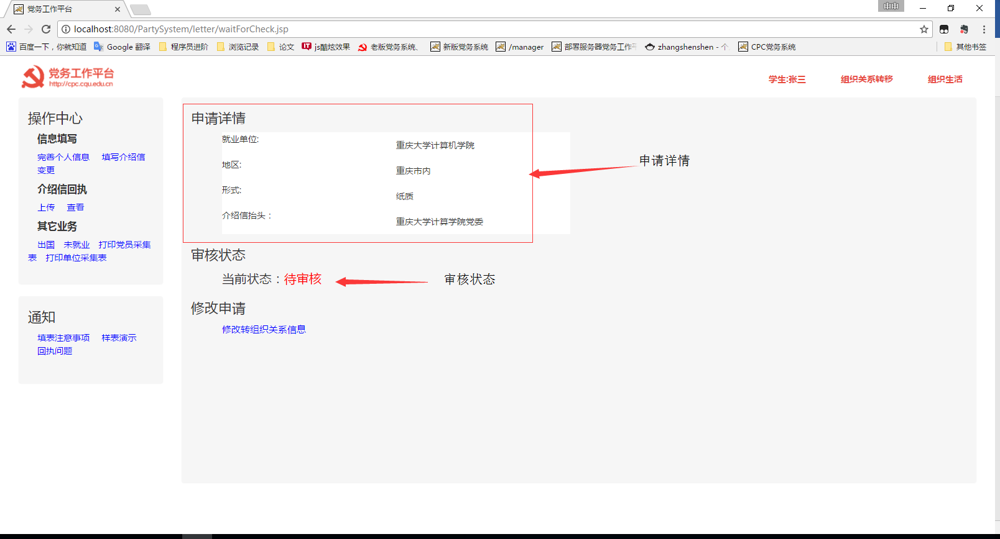 党务工作平台
申申
localhost:8080/PartySystem/letter/waitForCheck.jsp
百度一下，你就知道 Google 翻译 程序员进阶 浏览记录 论文 js酷炫效果 老版党务系统、 新版党务系统 /manager 部署服务器党务工作平 zhangshenshen - 个 CPC党务系统 其他书签
党务工作平台
http://cpc.cqu.edu.cn
学生:张三 组织关系转移 组织生活
操作中心
信息填写
完善个人信息 填写介绍信
变更
介绍信回执
上传 查看
其它业务
出国 未就业 打印党员采集
表 打印单位采集表
通知
填表注意事项 样表演示
回执问题
申请详情
就业单位: 重庆大学计算机学院
地区: 重庆市内
形式: 纸质
介绍信抬头： 重庆大学计算学院党委
申请详情
审核状态
当前状态：待审核
审核状态
修改申请
修改转组织关系信息